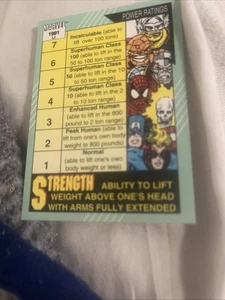 MARVEL
1991
POWER RATINGS
7
Incalculable (able to
lift over 100 tons)
6
Superhuman Class
100 (able to lift in the
50 to 100 ton range)
5
Superhuman Class
50 (able to lift in the 10
to 50 ton range)
4
Superhuman Class
10 (able to lift in the 2
to 10 ton range)
3
Enhanced Human
(able to lift in the 800
pound to 2 ton range)
2
Peak Human (able to
lift from one's own body
weight to 800 pounds)
1
Normal
(able to lift one's own
body weight or less)
STRENGTH ABILITY TO LIFT
WEIGHT ABOVE ONE'S HEAD
WITH ARMS FULLY EXTENDED